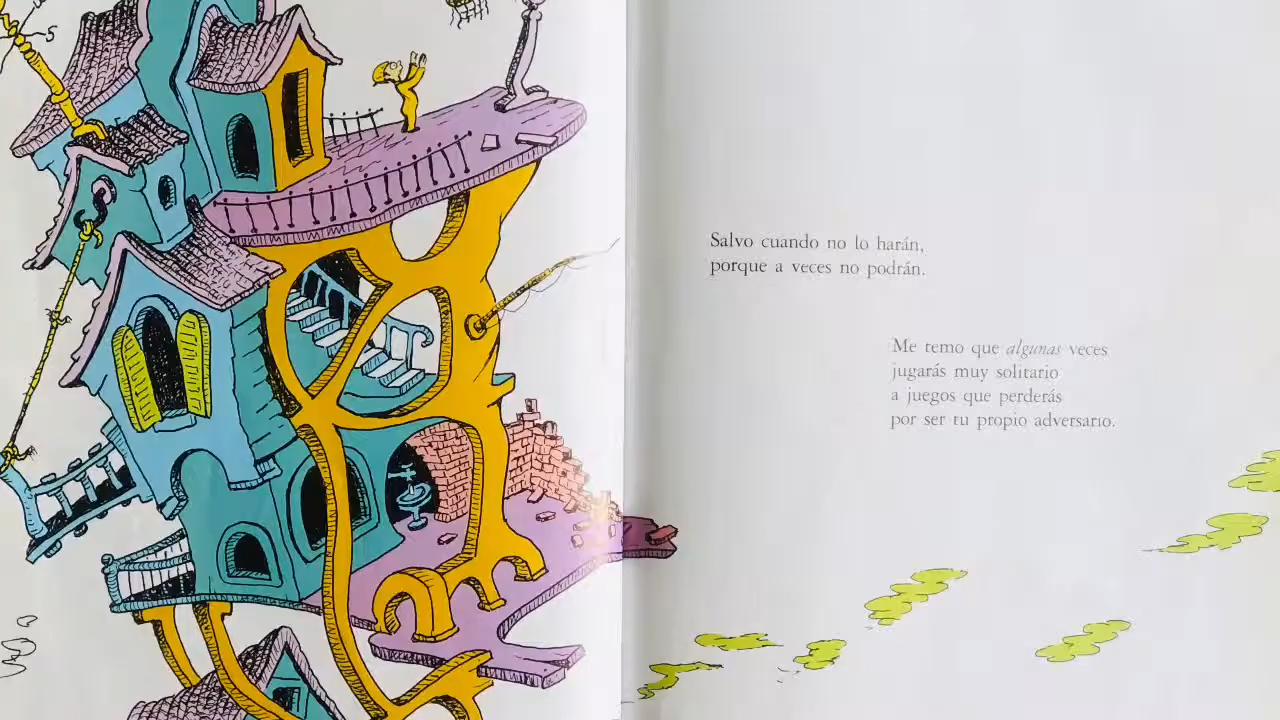 Salvo cuando no lo harán,
porque a veces no podrán.
Me temo que algunas veces
jugarás muy solitario
a juegos que perderás
por ser tu propio adversario.